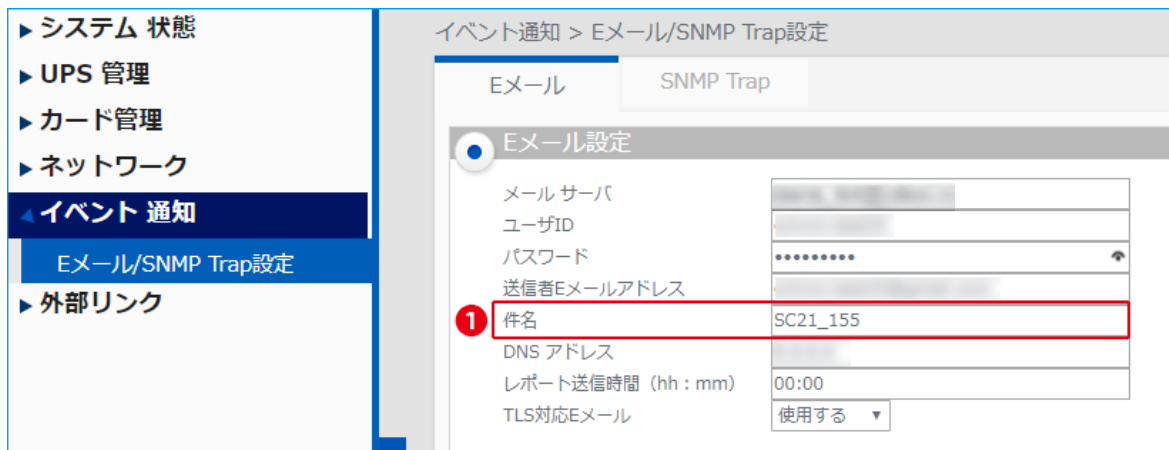 システム 状態
UPS 管理
カード管理
ネットワーク
イベント 通知
Eメール/SNMP Trap設定
外部リンク
イベント通知 > Eメール/SNMP Trap設定
Eメール
SNMP Trap
Eメール設定
メール サーバ
ユーザID
パスワード •••••••••
送信者Eメールアドレス
1 件名 SC21_155
DNS アドレス
レポート送信時間（hh：mm） 00:00
TLS対応Eメール 使用する